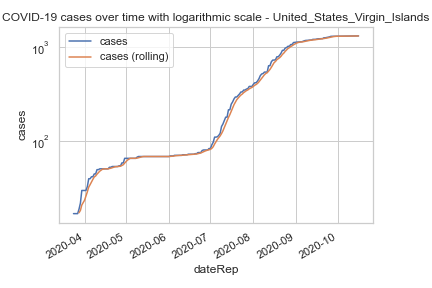 COVID-19 cases over time with logarithmic scale - United_States_Virgin_Islands
cases
cases (rolling)
10³
10²
cases
2020-04
2020-05
2020-06
2020-07
2020-08
2020-09
2020-10
dateRep